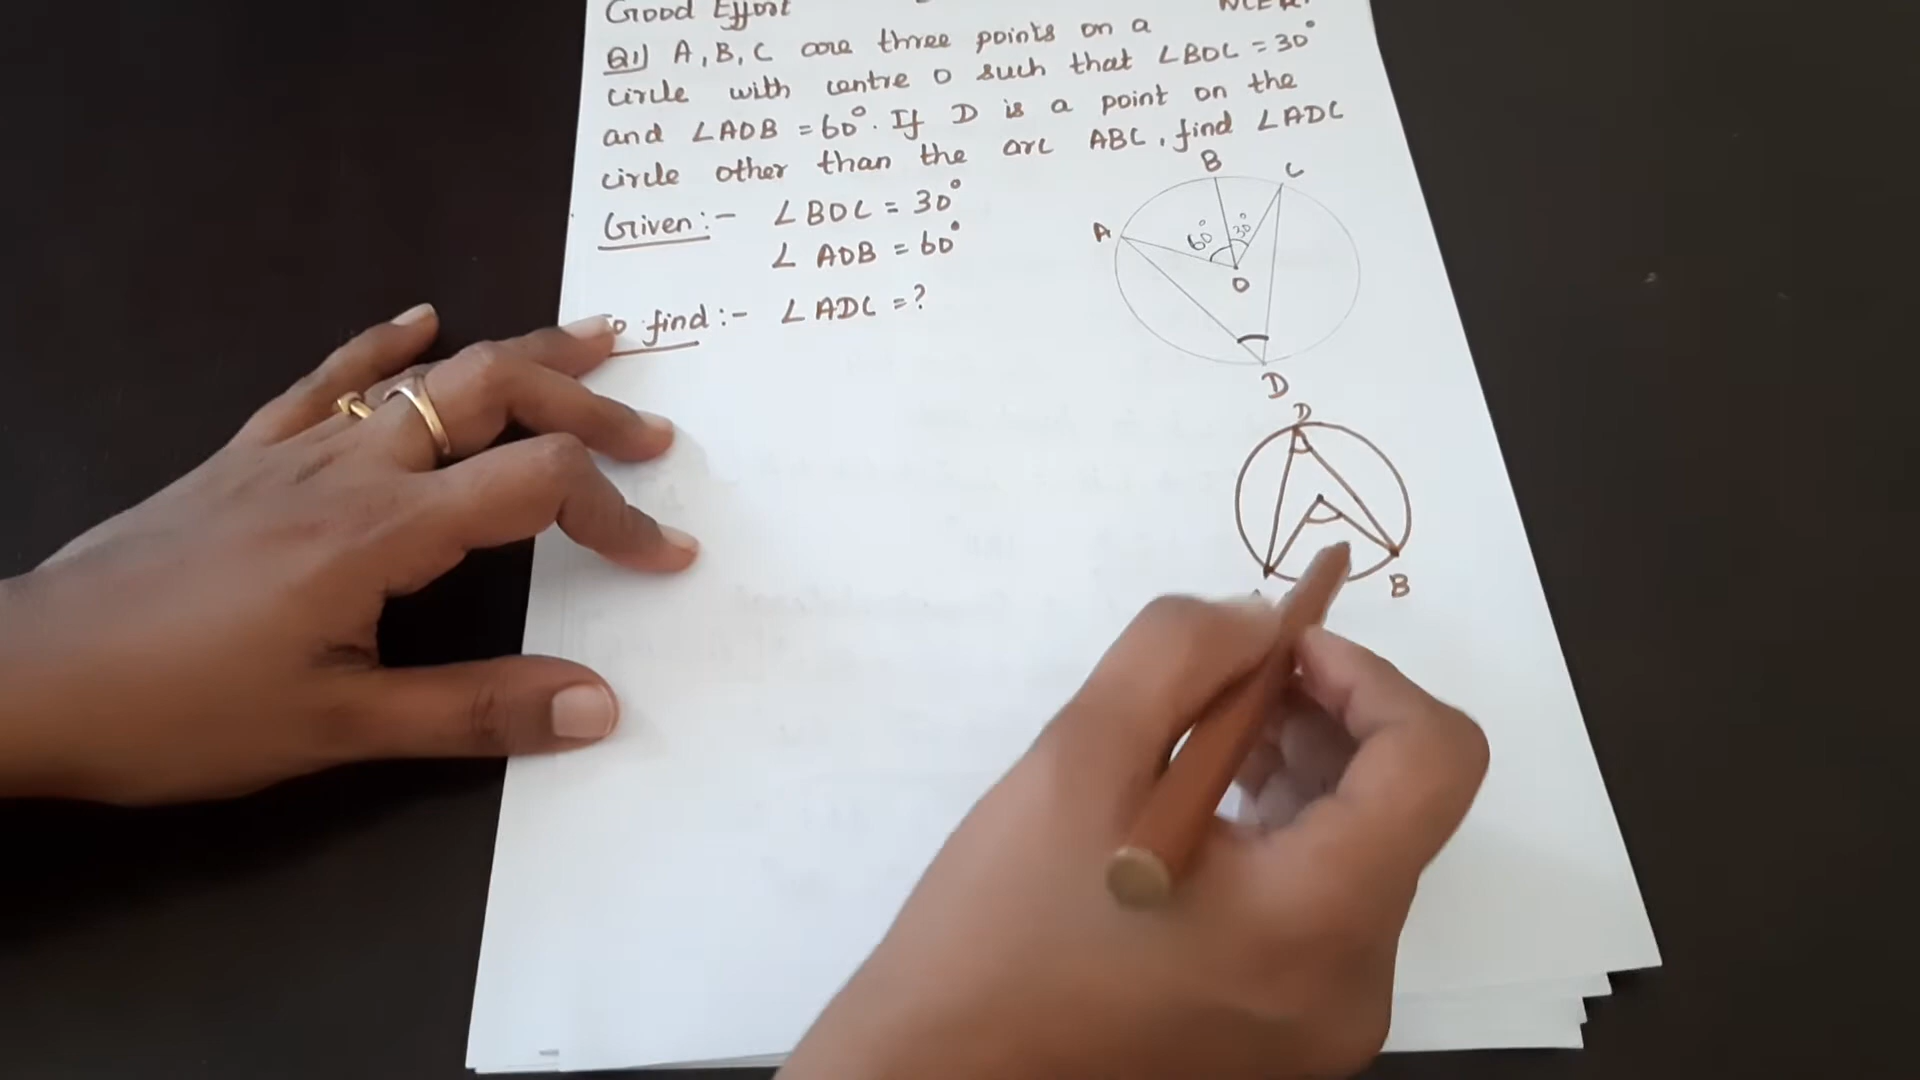 Good Effort
Q1) A, B, C are three points on a
circle with centre O such that ∠BOC = 30°
and ∠AOB = 60°. If D is a point on the
circle other than the arc ABC, find ∠ADC
Given:- ∠BOC = 30°
∠AOB = 60°
To find:- ∠ADC = ?
B
C
A
60°
30°
O
D
D
B